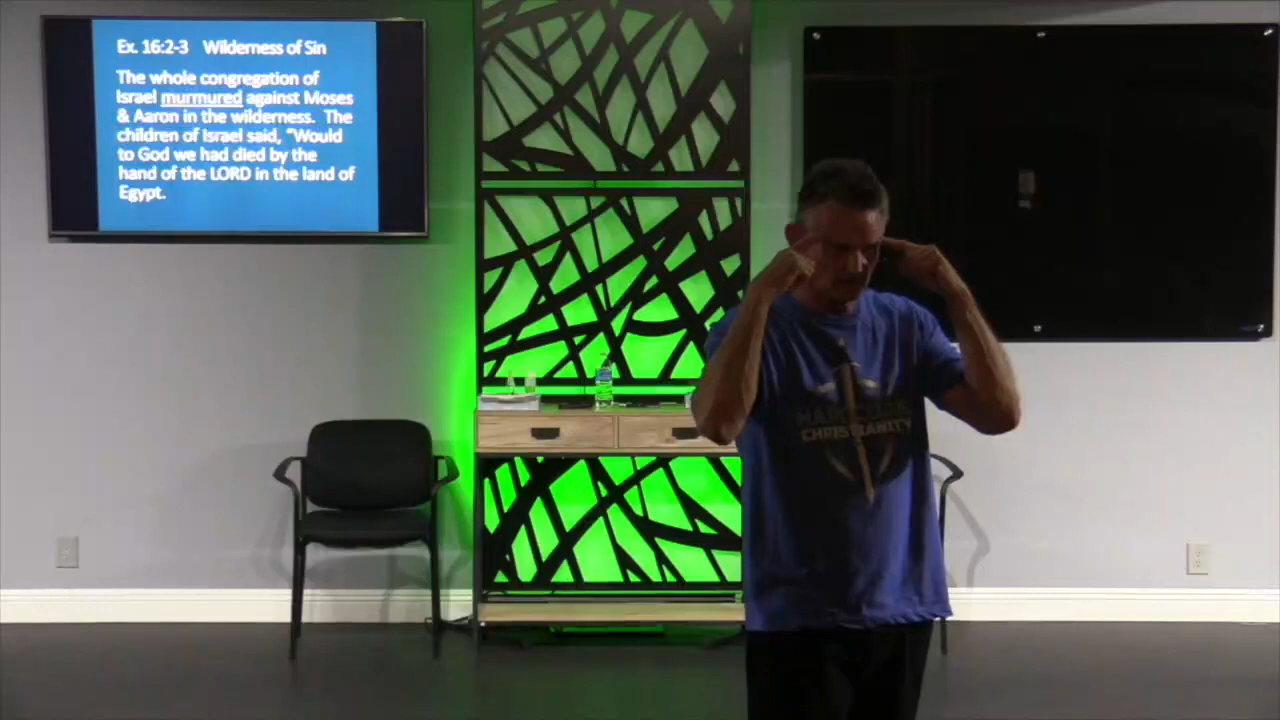 Ex. 16:2-3 Wilderness of Sin
The whole congregation of
Israel murmured against Moses
& Aaron in the wilderness. The
children of Israel said, “Would
to God we had died by the
hand of the LORD in the land of
Egypt.
CHRISTIANITY